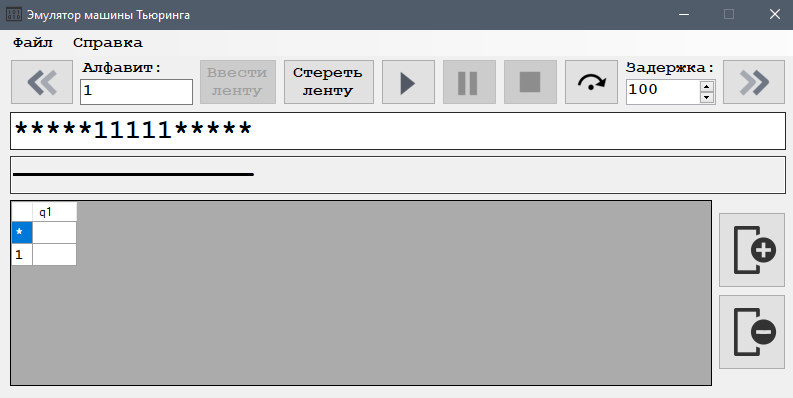 Эмулятор машины Тьюринга
Файл Справка
Алфавит:
1
Ввести
ленту
Стереть
ленту
Задержка:
100
*****11111*****
q1
*
1